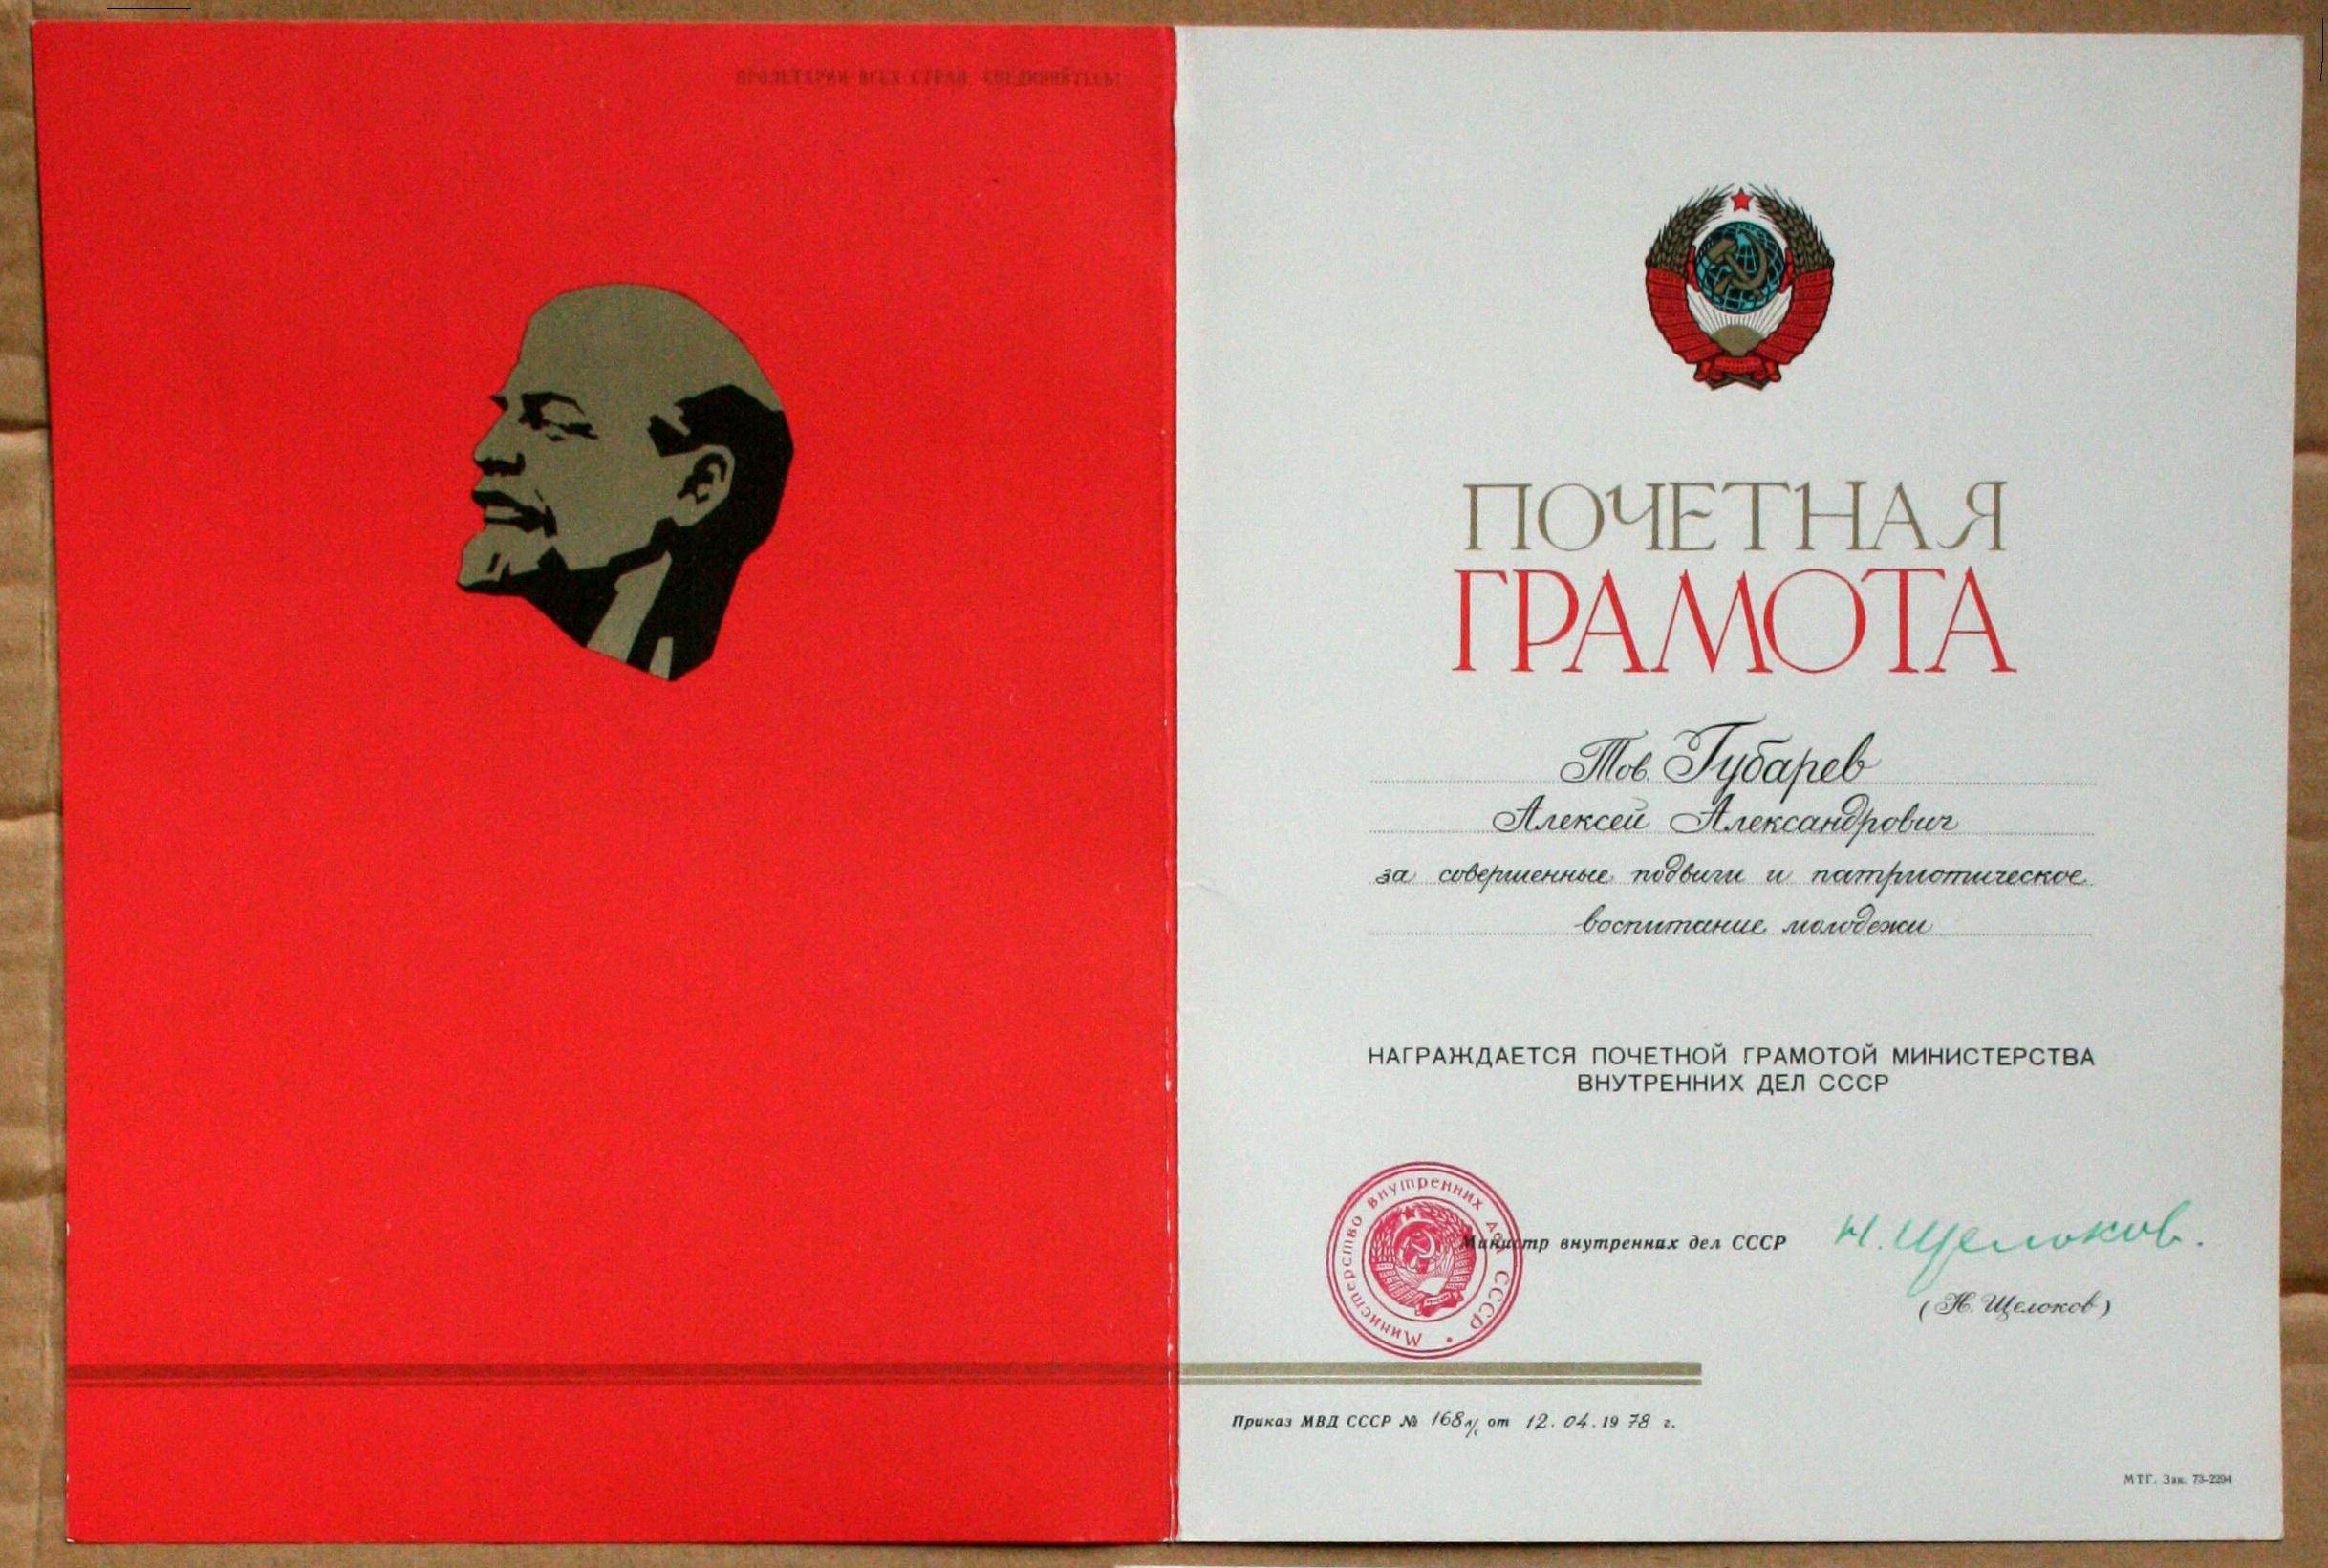 ПРОЛЕТАРИИ ВСЕХ СТРАН, СОЕДИНЯЙТЕСЬ!
ПОЧЕТНАЯ
ГРАМОТА
Тов. Губарев
Алексей Александрович
за совершенные подвиги и патриотическое
воспитание молодежи
НАГРАЖДАЕТСЯ ПОЧЕТНОЙ ГРАМОТОЙ МИНИСТЕРСТВА
ВНУТРЕННИХ ДЕЛ СССР
Министерство внутренних дел СССР
Министр внутренних дел СССР Н. Щелоков.
(Н. Щелоков)
Приказ МВД СССР № 168 л/с от 12.04.1978 г.
МТГ. Зак. 73-2294